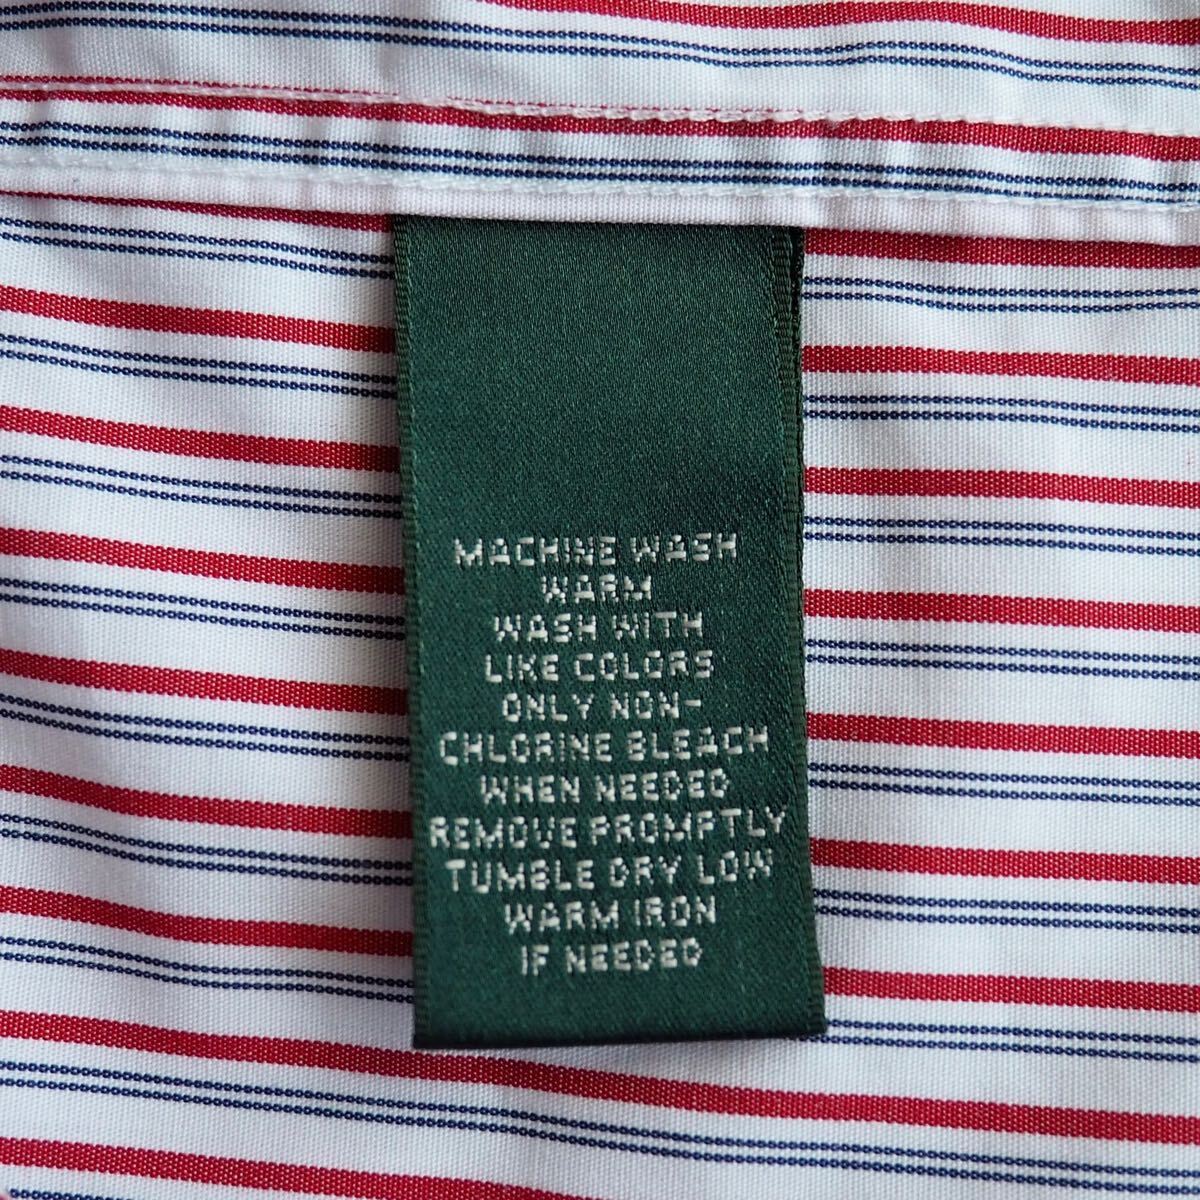 MACHINE WASH
WARM
WASH WITH
LIKE COLORS
ONLY NON-
CHLORINE BLEACH
WHEN NEEDED
REMOVE PROMPTLY
TUMBLE DRY LOW
WARM IRON
IF NEEDED